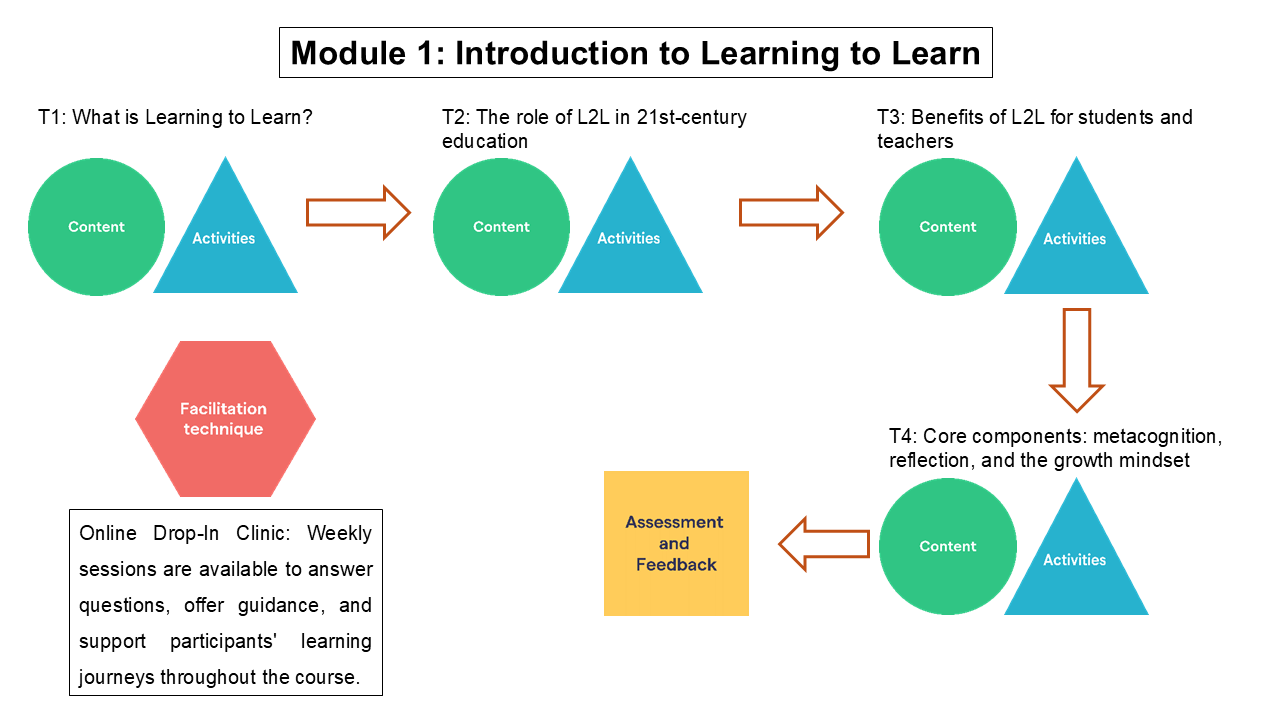 Module 1: Introduction to Learning to Learn
T1: What is Learning to Learn?
Content
Activities
T2: The role of L2L in 21st-century
education
Content
Activities
T3: Benefits of L2L for students and
teachers
Content
Activities
T4: Core components: metacognition,
reflection, and the growth mindset
Content
Activities
Assessment
and
Feedback
Facilitation
technique
Online Drop-In Clinic: Weekly
sessions are available to answer
questions, offer guidance, and
support participants' learning
journeys throughout the course.